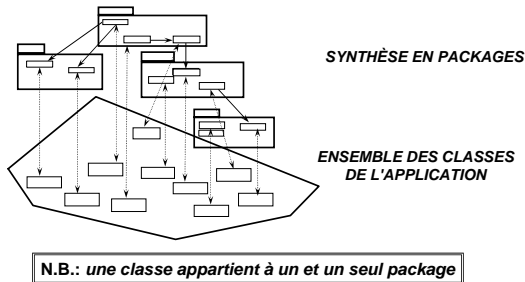 SYNTHÈSE EN PACKAGES
ENSEMBLE DES CLASSES
DE L'APPLICATION
N.B.: une classe appartient à un et un seul package